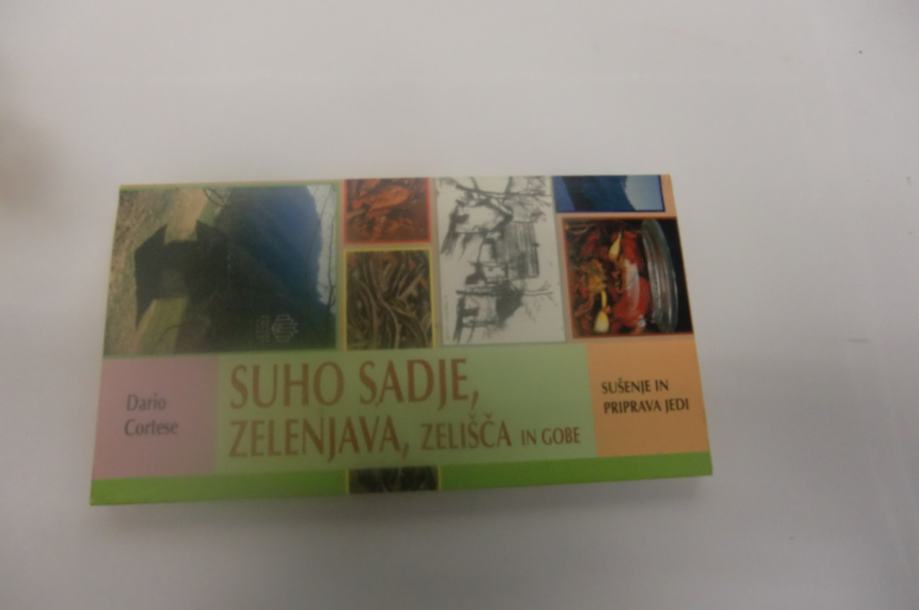 Dario
Cortese
SUHO SADJE,
ZELENJAVA, ZELIŠČA IN GOBE
SUŠENJE IN
PRIPRAVA JEDI